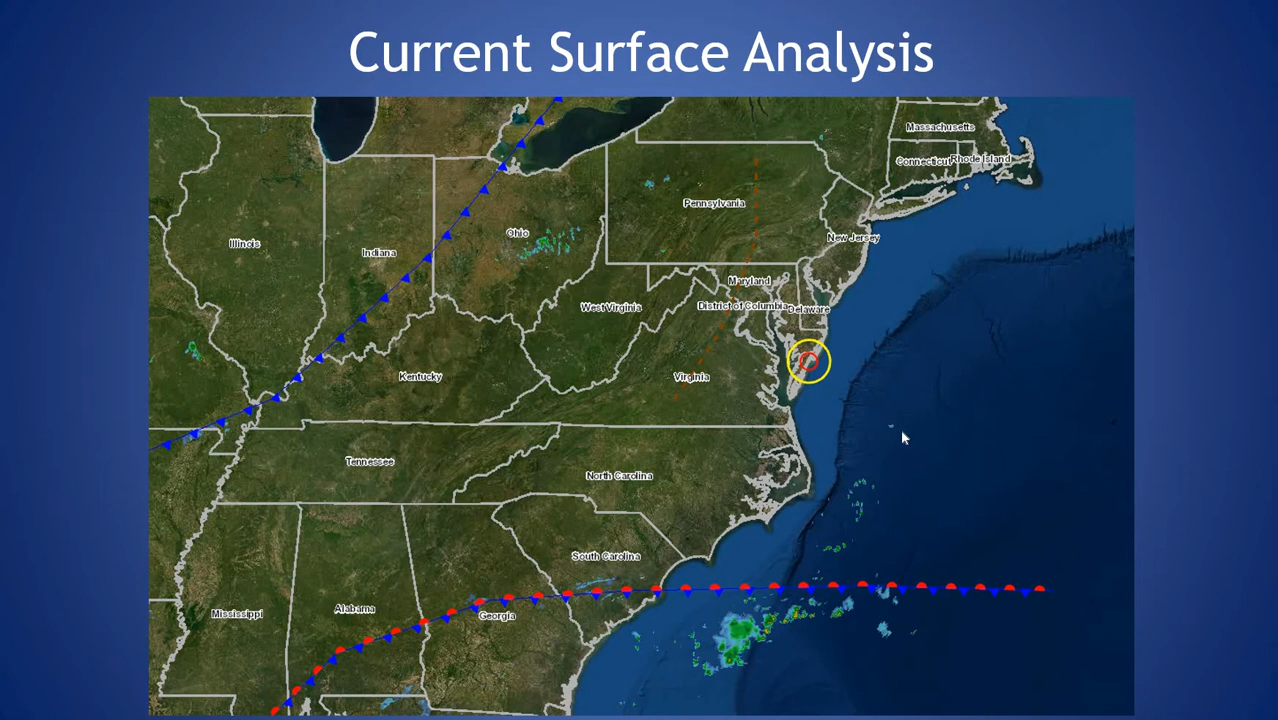 Current Surface Analysis
Massachusetts
Connecticut Rhode Island
Pennsylvania
New Jersey
Ohio
Illinois
Indiana
Maryland
District of Columbia Delaware
West Virginia
Kentucky
Virginia
Tennessee
North Carolina
South Carolina
Mississippi
Alabama
Georgia